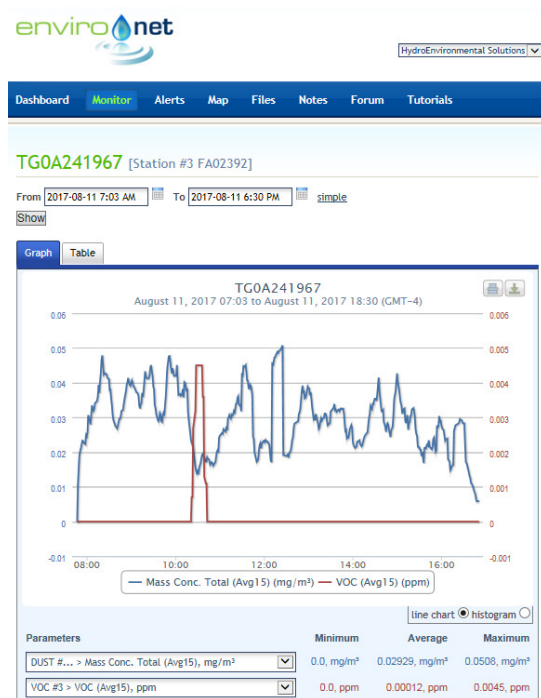 enviro net
HydroEnvironmental Solutions
Dashboard Monitor Alerts Map Files Notes Forum Tutorials
TG0A241967 [Station #3 FA02392]
From 2017-08-11 7:03 AM To 2017-08-11 6:30 PM simple
Show
Graph Table
TG0A241967
August 11, 2017 07:03 to August 11, 2017 18:30 (GMT-4)
0.06 0.006
0.05 0.005
0.04 0.004
0.03 0.003
0.02 0.002
0.01 0.001
0 0
-0.01 -0.001
08:00 10:00 12:00 14:00 16:00
Mass Conc. Total (Avg15) (mg/m³) VOC (Avg15) (ppm)
line chart histogram
Parameters Minimum Average Maximum
DUST #... > Mass Conc. Total (Avg15), mg/m³ 0.0, mg/m³ 0.02929, mg/m³ 0.0508, mg/m³
VOC #3 > VOC (Avg15), ppm 0.0, ppm 0.00012, ppm 0.0045, ppm